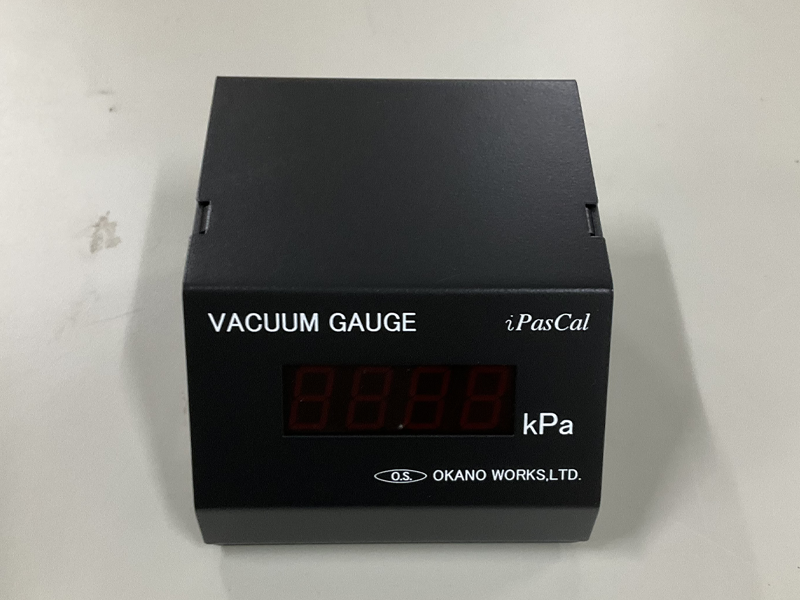 VACUUM GAUGE
iPasCal
kPa
O.S. OKANO WORKS,LTD.